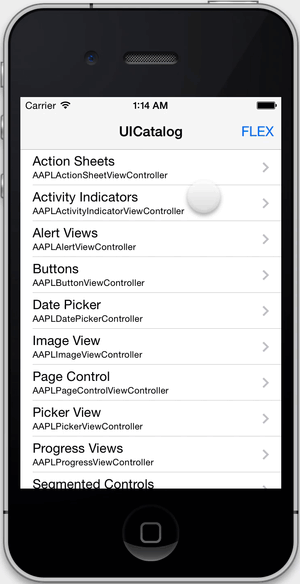 Carrier 1:14 AM
UICatalog FLEX
Action Sheets
AAPLActionSheetViewController
Activity Indicators
AAPLActivityIndicatorViewController
Alert Views
AAPLAlertViewController
Buttons
AAPLButtonViewController
Date Picker
AAPLDatePickerController
Image View
AAPLImageViewController
Page Control
AAPLPageControlViewController
Picker View
AAPLPickerViewController
Progress Views
AAPLProgressViewController
Segmented Controls